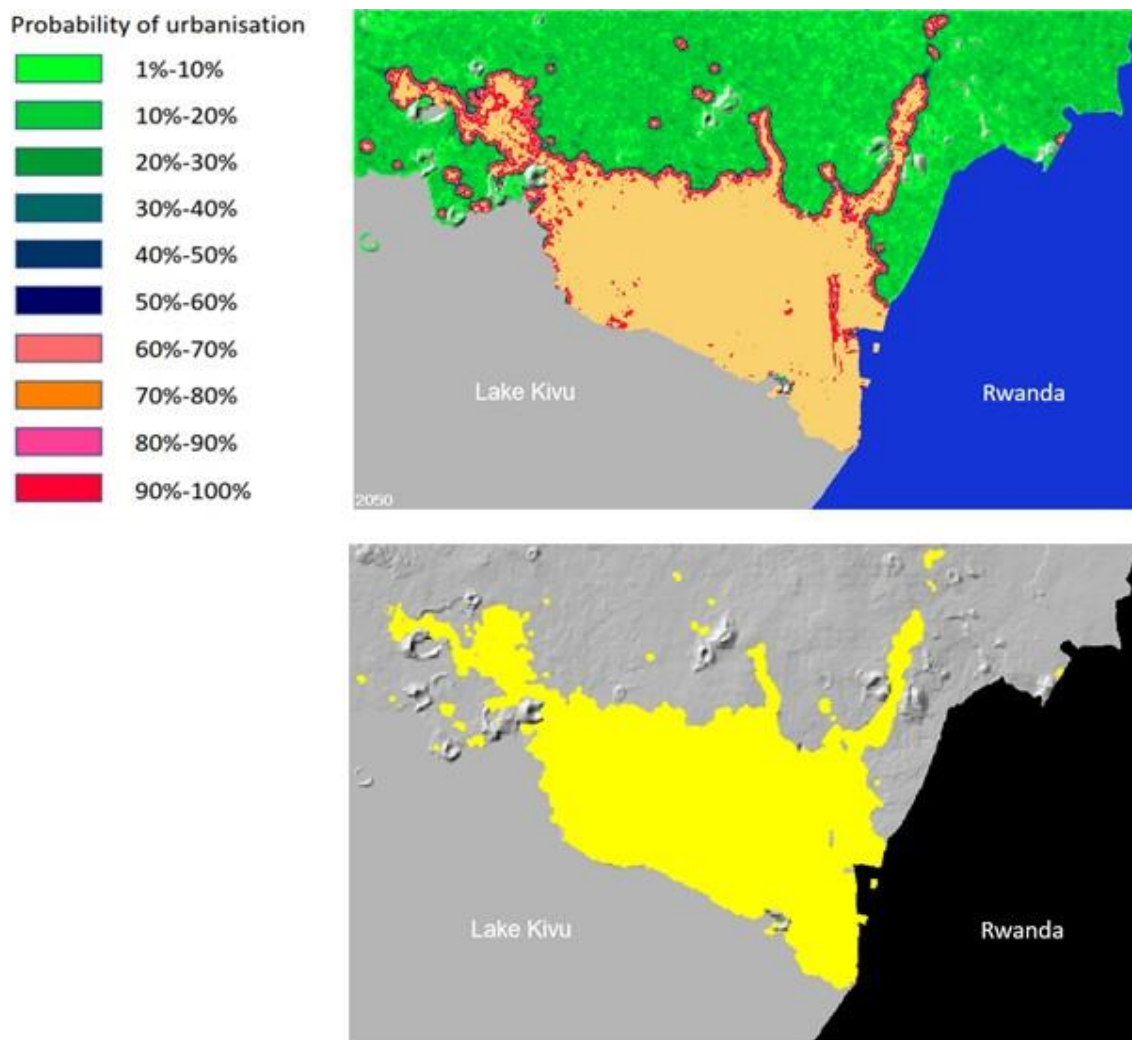 Probability of urbanisation
1%-10%
10%-20%
20%-30%
30%-40%
40%-50%
50%-60%
60%-70%
70%-80%
80%-90%
90%-100%
Lake Kivu
Rwanda
2050
Lake Kivu
Rwanda